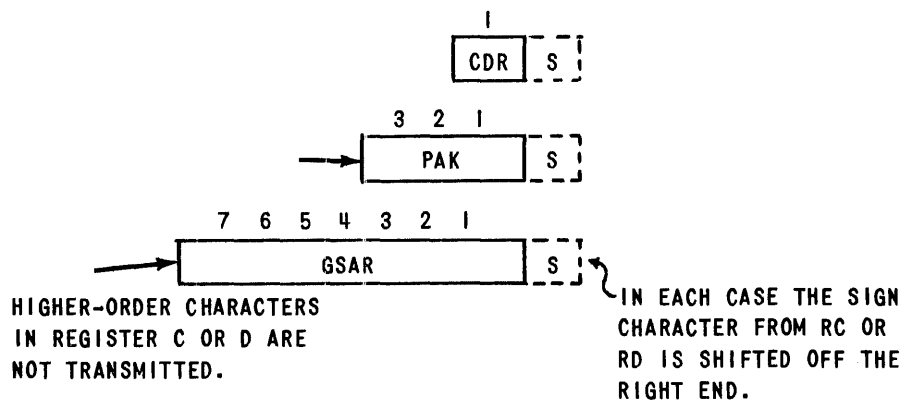 1
CDR S
3 2 1
PAK S
7 6 5 4 3 2 1
GSAR S
HIGHER-ORDER CHARACTERS
IN REGISTER C OR D ARE
NOT TRANSMITTED.
IN EACH CASE THE SIGN
CHARACTER FROM RC OR
RD IS SHIFTED OFF THE
RIGHT END.